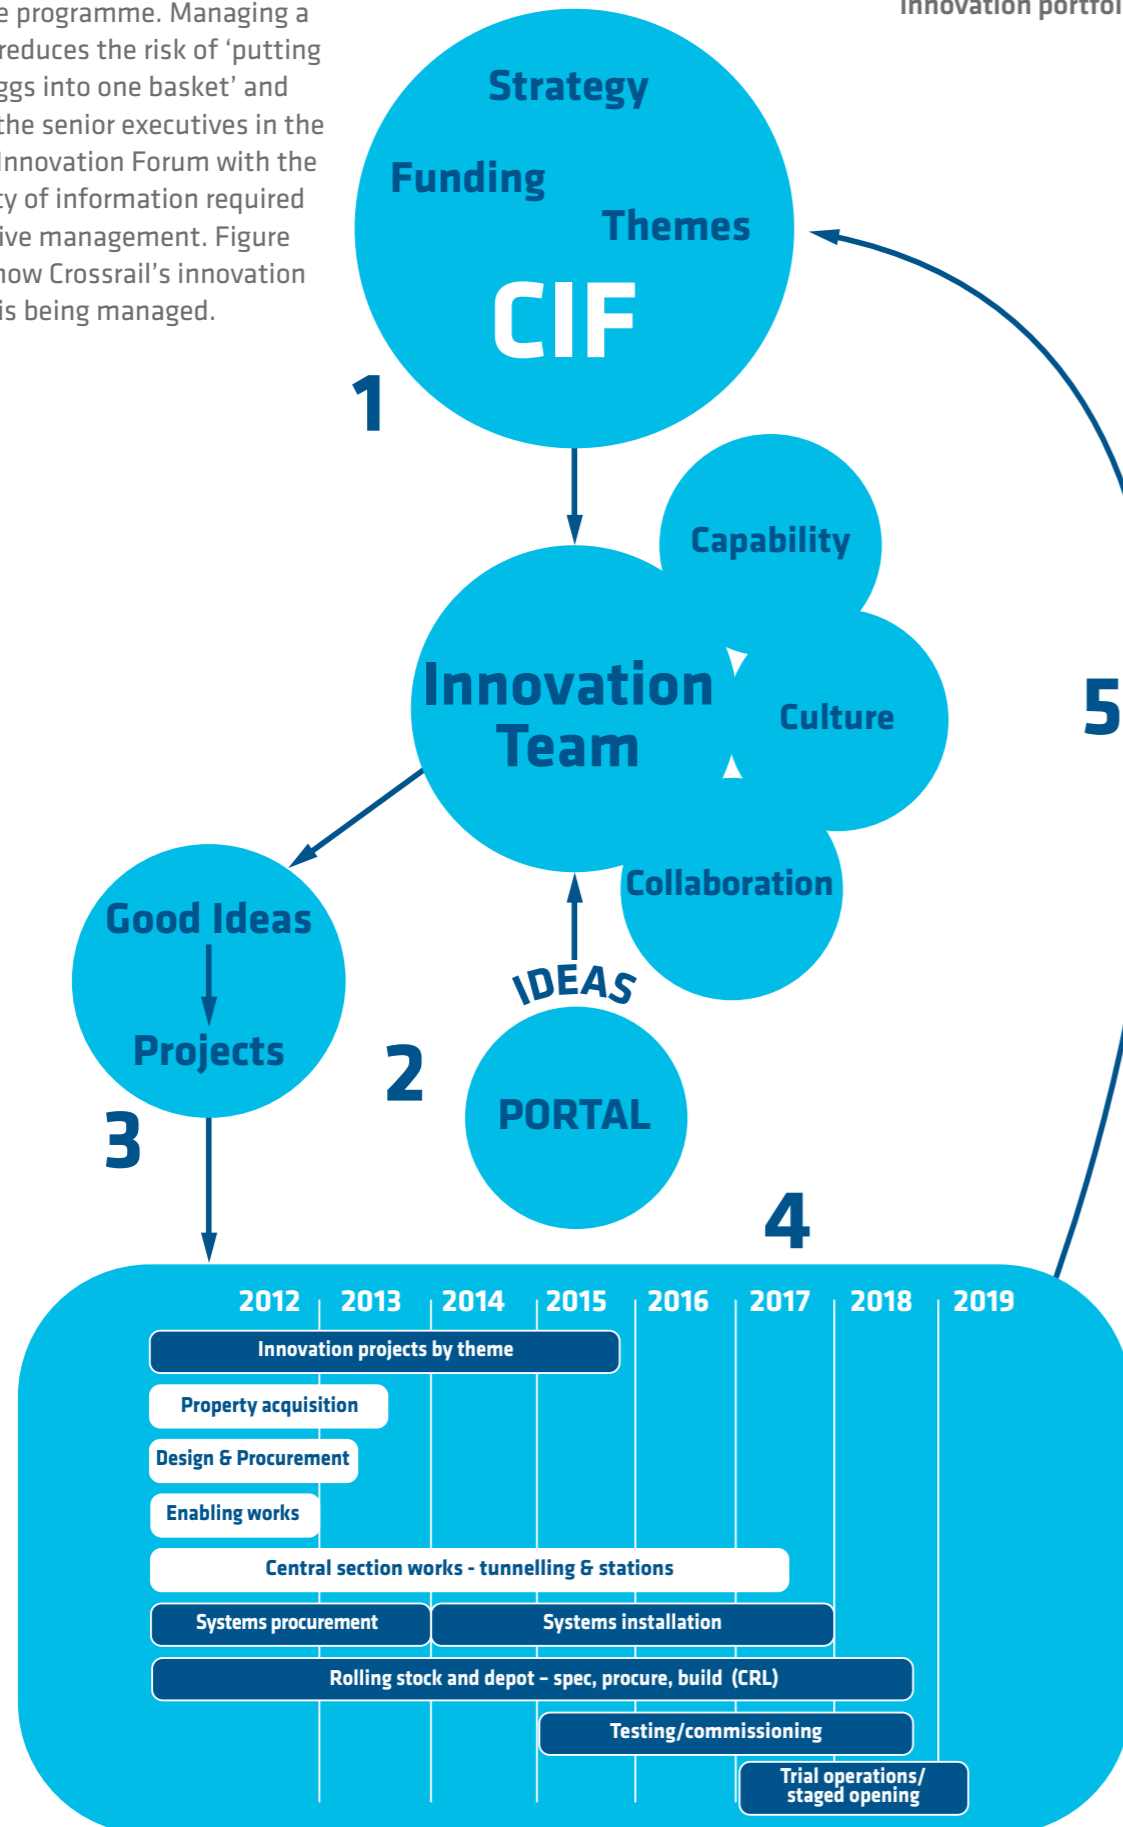 e programme. Managing a
reduces the risk of ‘putting
ggs into one basket’ and
the senior executives in the
Innovation Forum with the
ty of information required
ive management. Figure
how Crossrail’s innovation
is being managed.
Innovation portfol
Strategy
Funding
Themes
CIF
1
Capability
Innovation
Team
Culture
5
Collaboration
Good Ideas
Projects
IDEAS
2
PORTAL
3
4
2012 2013 2014 2015 2016 2017 2018 2019
Innovation projects by theme
Property acquisition
Design & Procurement
Enabling works
Central section works - tunnelling & stations
Systems procurement Systems installation
Rolling stock and depot – spec, procure, build (CRL)
Testing/commissioning
Trial operations/
staged opening